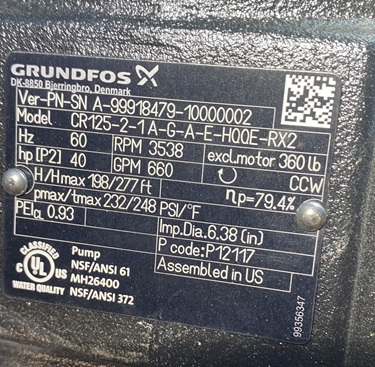 GRUNDFOS X
DK-8850 Bjerringbro, Denmark
Ver-PN-SN A-99918479-10000002
Model CR125-2-1A-G-A-E-HQQE-RX2
Hz 60 RPM 3538 excl.motor 360 lb
hp [P2] 40 GPM 660 CCW
H/Hmax 198/277 ft ηp=79.4%
pmax/tmax 232/248 PSI/°F
PEI CL 0.93 Imp.Dia. 6.38 (in)
P code: P12117
Assembled in US
CLASSIFIED
C UL US
WATER QUALITY
Pump
NSF/ANSI 61
MH26400
NSF/ANSI 372
99356347